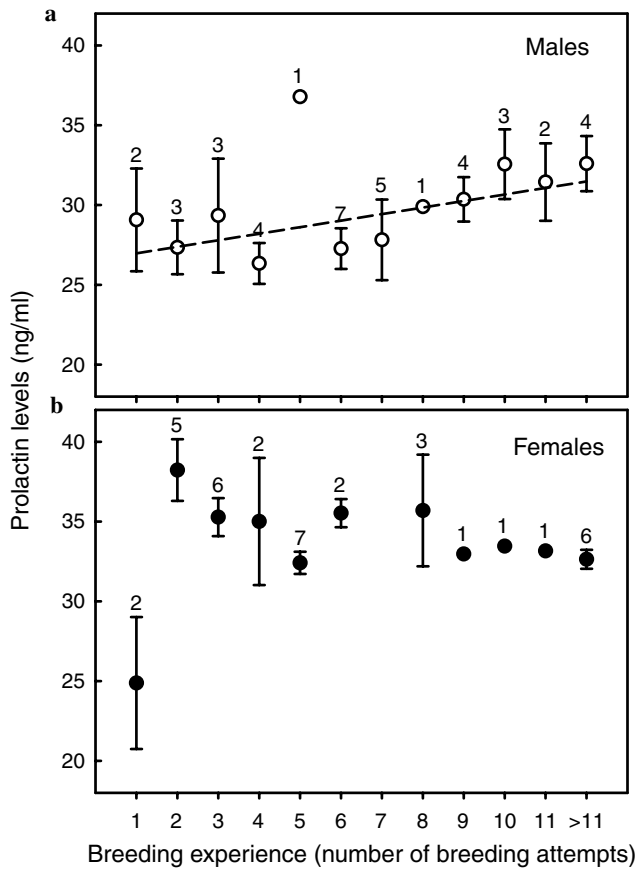 a
Males
40
35
30
25
20
2 3 3 4 1 7 5 1 4 3 2 4
Prolactin levels (ng/ml)
b
Females
40
35
30
25
20
2 5 6 2 7 2 3 1 1 1 6
1 2 3 4 5 6 7 8 9 10 11 >11
Breeding experience (number of breeding attempts)